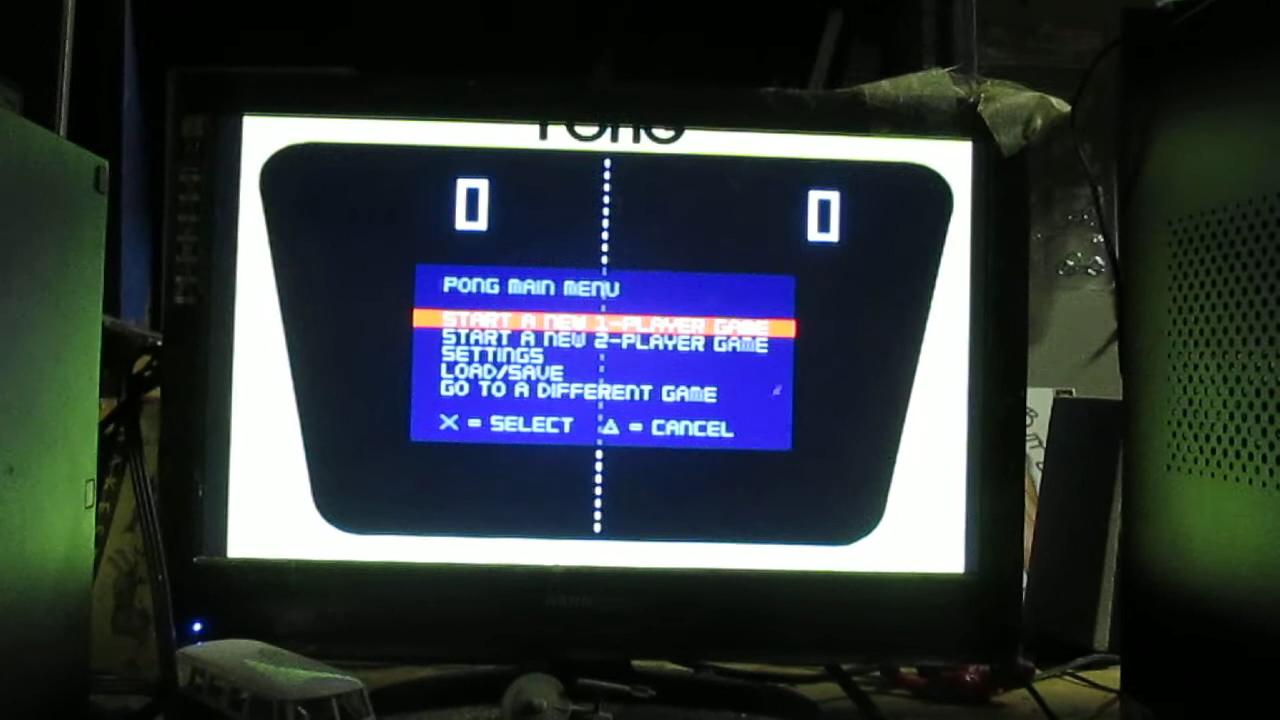 PONG
0 0
PONG MAIN MENU
START A NEW 1-PLAYER GAME
START A NEW 2-PLAYER GAME
SETTINGS
LOAD/SAVE
GO TO A DIFFERENT GAME
X = SELECT △ = CANCEL